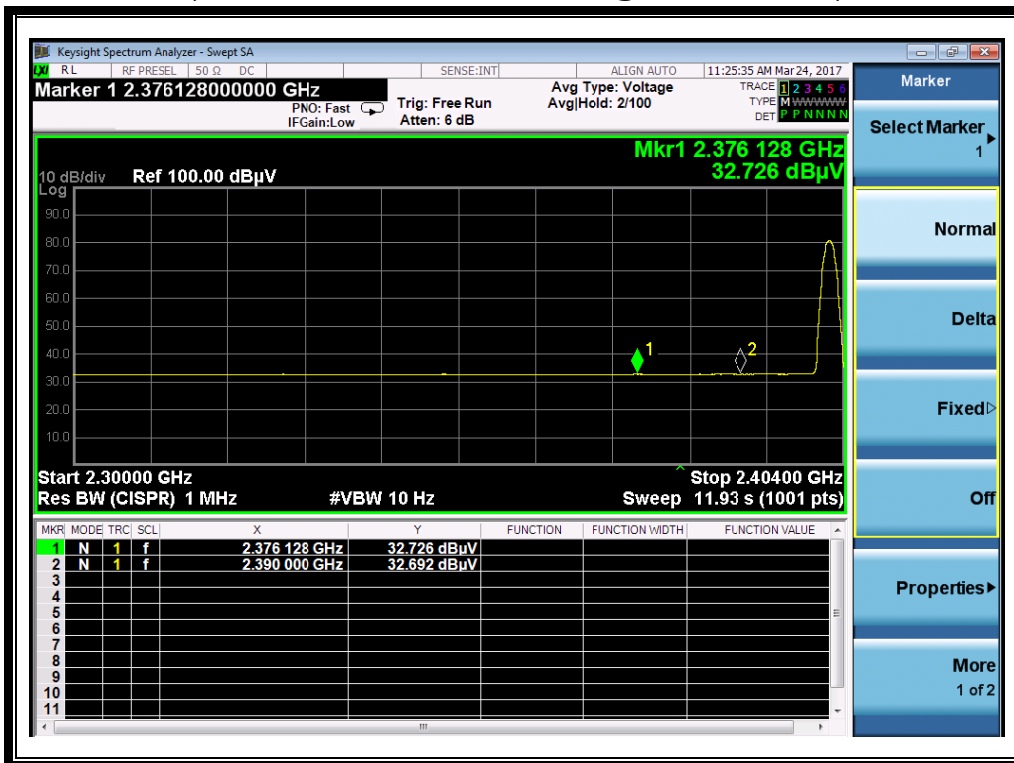 Keysight Spectrum Analyzer - Swept SA
LXI RL RF PRESEL 50 Ω DC SENSE:INT ALIGN AUTO 11:25:35 AM Mar 24, 2017
Marker 1 2.376128000000 GHz
PNO: Fast
IFGain:Low
Trig: Free Run
Atten: 6 dB
Avg Type: Voltage
Avg|Hold: 2/100
TRACE 1 2 3 4 5 6
TYPE M WWWWW
DET P P N N N N
Mkr1 2.376 128 GHz
32.726 dBµV
10 dB/div Ref 100.00 dBµV
Log
90.0
80.0
70.0
60.0
50.0
40.0
30.0
20.0
10.0
1
2
Start 2.30000 GHz Stop 2.40400 GHz
Res BW (CISPR) 1 MHz #VBW 10 Hz Sweep 11.93 s (1001 pts)
MKR MODE TRC SCL X Y FUNCTION FUNCTION WIDTH FUNCTION VALUE
1 N 1 f 2.376 128 GHz 32.726 dBµV
2 N 1 f 2.390 000 GHz 32.692 dBµV
3
4
5
6
7
8
9
10
11
Marker
Select Marker
1
Normal
Delta
Fixed
Off
Properties
More
1 of 2